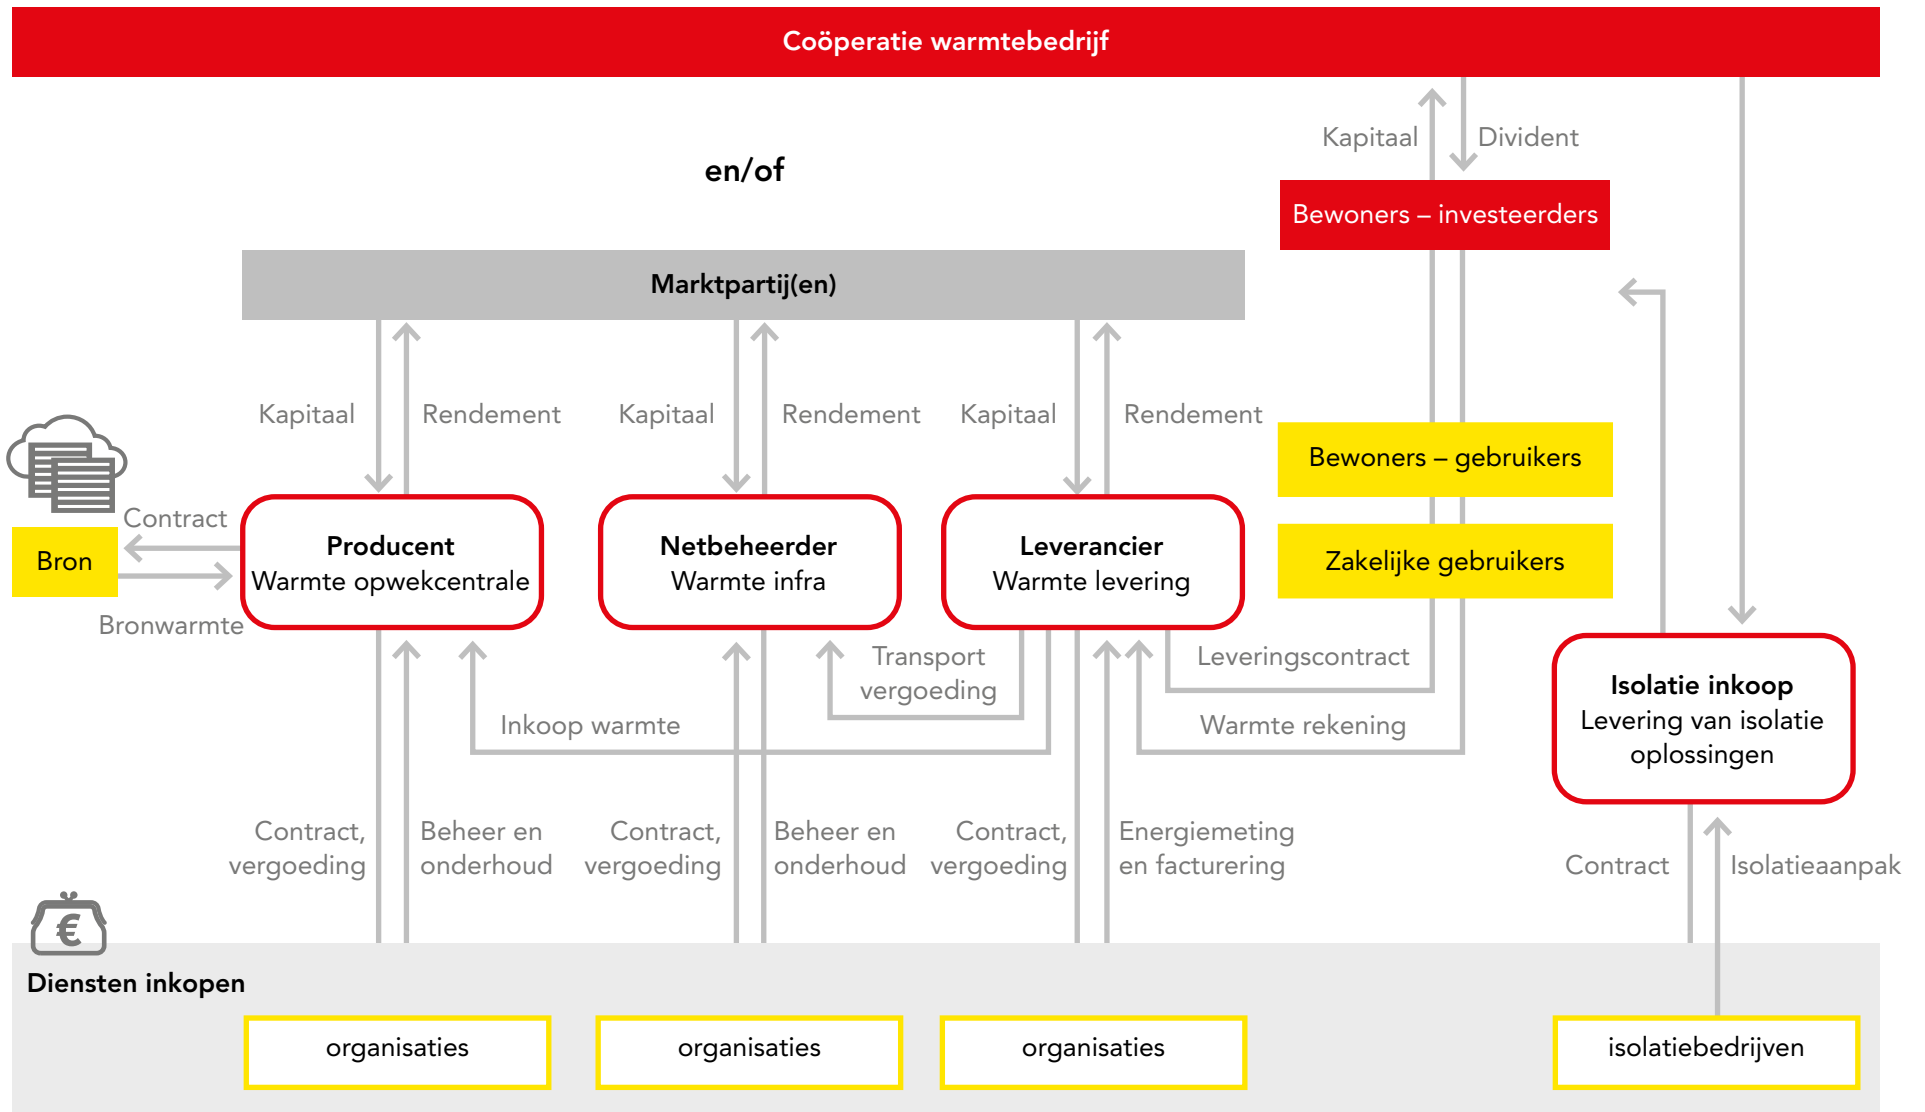 Coöperatie warmtebedrijf
Kapitaal
Divident
en/of
Bewoners – investeerders
Marktpartij(en)
Kapitaal
Rendement
Kapitaal
Rendement
Kapitaal
Rendement
Bewoners – gebruikers
Contract
Bron
Bronwarmte
Producent
Warmte opwekcentrale
Netbeheerder
Warmte infra
Leverancier
Warmte levering
Zakelijke gebruikers
Transport
vergoeding
Leveringscontract
Inkoop warmte
Warmte rekening
Isolatie inkoop
Levering van isolatie
oplossingen
Contract,
vergoeding
Beheer en
onderhoud
Contract,
vergoeding
Beheer en
onderhoud
Contract,
vergoeding
Energiemeting
en facturering
Contract
Isolatieaanpak
€
Diensten inkopen
organisaties
organisaties
organisaties
isolatiebedrijven